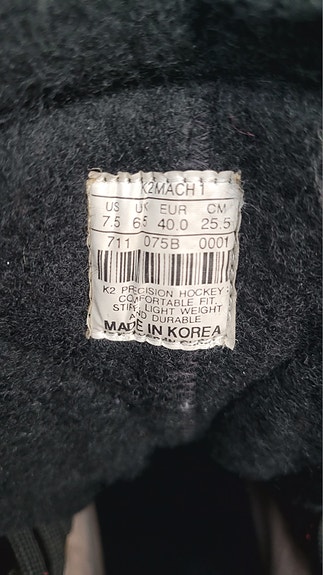 K2MACH 1
US UK EUR CM
7.5 6.5 40.0 25.5
711 075B 0001
K2 PRECISION HOCKEY:
COMFORTABLE FIT,
STIFF, LIGHT WEIGHT
AND DURABLE
MADE IN KOREA